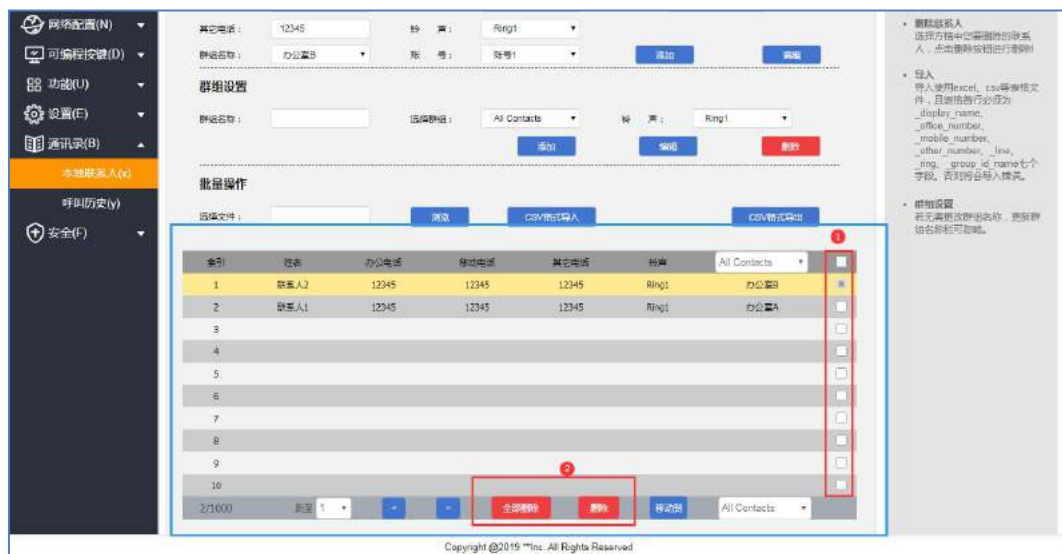 网络配置(N)
可编程按键(D)
功能(U)
设置(E)
通讯录(B)
本地联系人(x)
呼叫历史(y)
安全(F)
其它电话： 12345 铃 声： Ring1
群组名称： 办公室B 账 号： 账号1 添加 编辑
群组设置
群组名称： 选择群组： All Contacts 铃 声： Ring1
添加 编辑 删除
批量操作
选择文件： 浏览 CSV格式导入 CSV格式导出
1
索引 姓名 办公电话 移动电话 其它电话 铃声 All Contacts
1 联系人2 12345 12345 12345 Ring1 办公室B
2 联系人1 12345 12345 12345 Ring1 办公室A
3
4
5
6
7
8
9
10
2
2/1000 跳至 1 全部删除 删除 移动到 All Contacts
删除联系人
选择方格中您要删除的联系
人，点击删除按钮进行删除!
导入
导入使用excel、csv等表格文
件，且表格首行必须为
_display_name、
_office_number、
_mobile_number、
_other_number、_line、
_ring、_group_id_name七个
字段。否则将会导入错误。
群组设置
若无需更改群组名称，更新群
组名称栏可忽略。
Copyright @2019 **Inc. All Rights Reserved